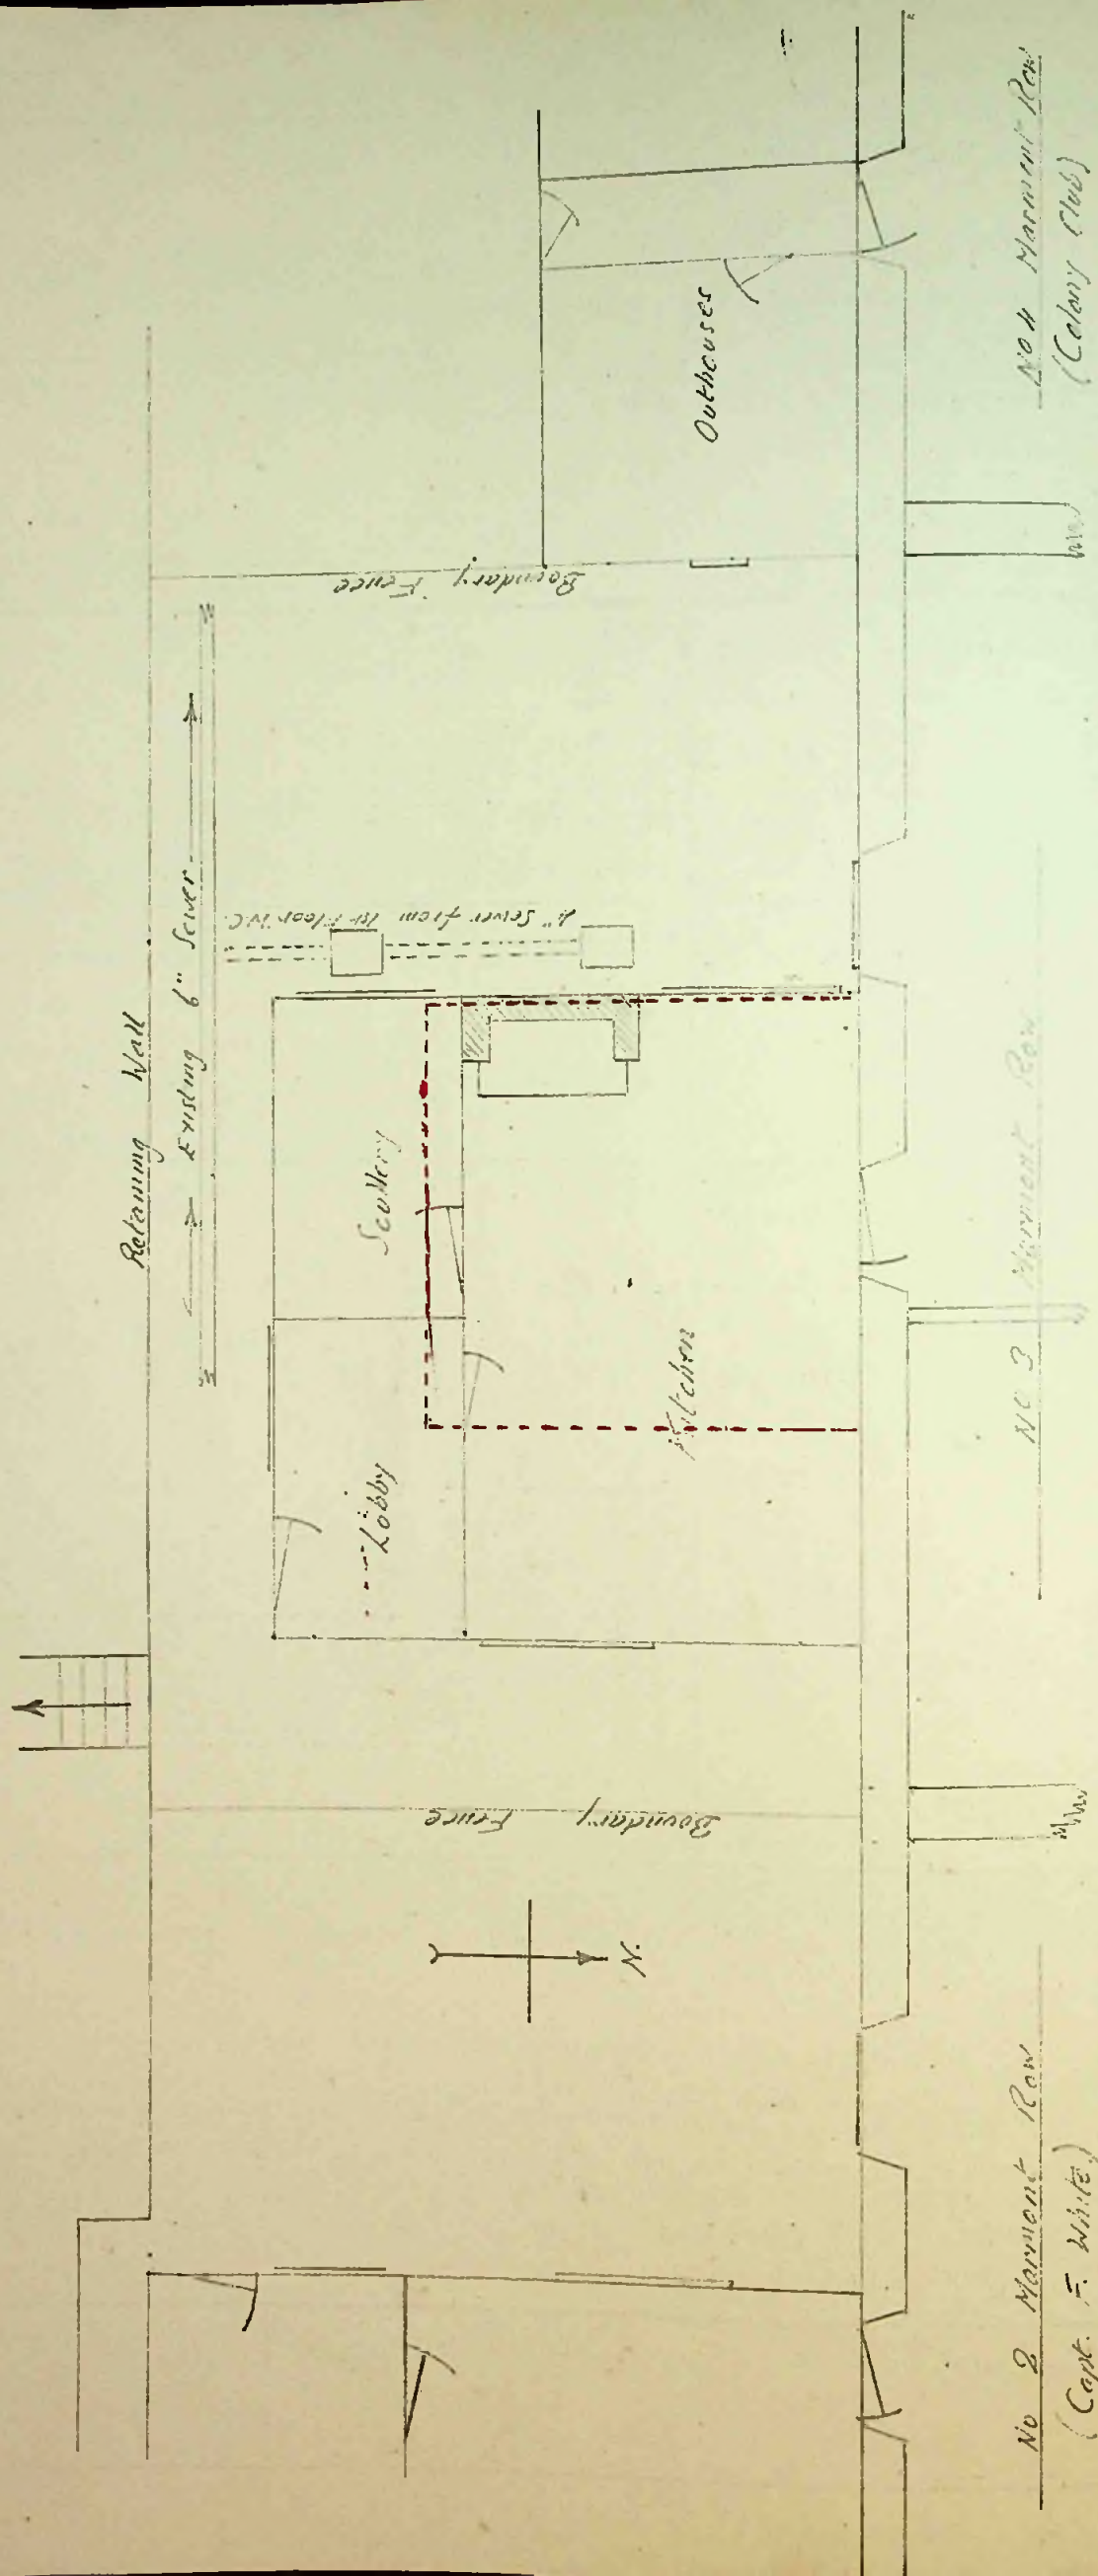 Retaining Wall
Existing 6" Sewer
4" Sewer from 1st Floor W.C.
Boundary Fence
Boundary Fence
Scullery
Lobby
Kitchen
Outhouses
N.
No 2 Marmont Row
(Capt. F. White)
No 3 Marmont Row
No 4 Marmont Row
(Colony Club)